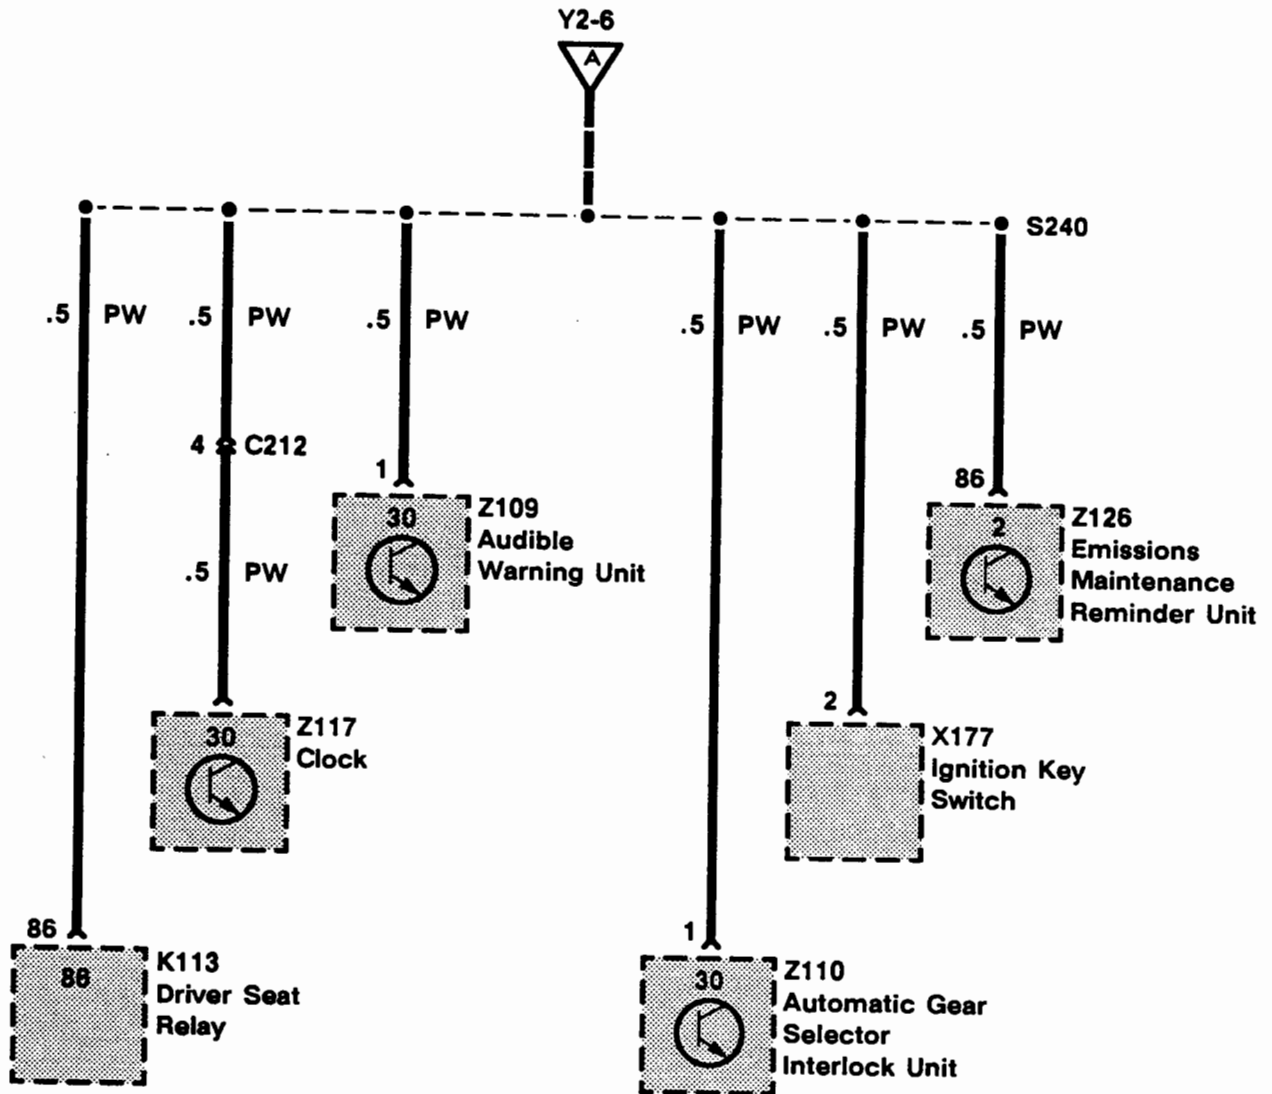 Y2-6
A
S240
.5 PW
.5 PW
.5 PW
.5 PW
.5 PW
.5 PW
4 C212
.5 PW
1
30
Z109
Audible
Warning Unit
86
2
Z126
Emissions
Maintenance
Reminder Unit
30
Z117
Clock
2
X177
Ignition Key
Switch
86
86
K113
Driver Seat
Relay
1
30
Z110
Automatic Gear
Selector
Interlock Unit